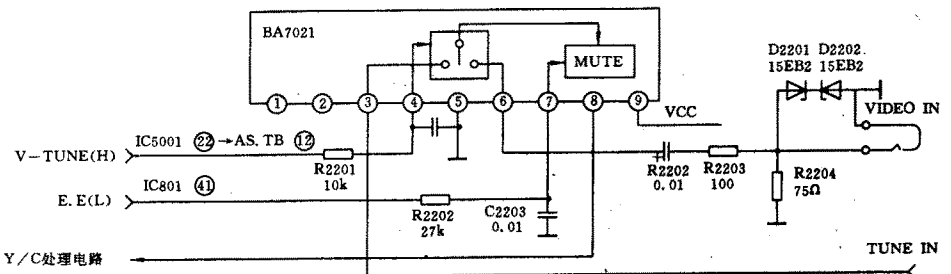 BA7021
MUTE
D2201 D2202.
15EB2 15EB2
① ② ③ ④ ⑤ ⑥ ⑦ ⑧ ⑨
VCC
VIDEO IN
IC5001 ㉒→AS. TB ⑫
V-TUNE(H)
R2201
10k
R2202
0.01
R2203
100
R2204
75Ω
IC801 ㊶
E.E(L)
R2202
27k
C2203
0.01
Y/C处理电路
TUNE IN